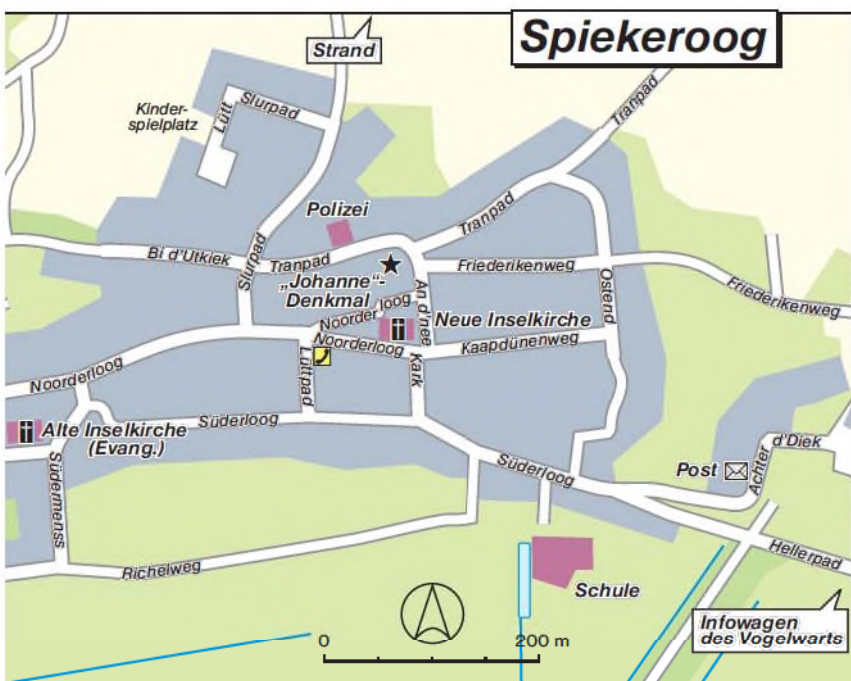 Spiekeroog
Strand
Kinder-
spielplatz
Lütt
Slurpad
Tranpad
Polizei
Tranpad
Bi d'Utkiek
Slurpad
Tranpad
„Johanne"-
Denkmal
An d'nee
Kark
Friederikenweg
Ostend
Friederikenweg
Noorderloog
Neue Inselkirche
Noorderloog
Kaapdünenweg
Noorderloog
Lüttpad
Süderloog
Alte Inselkirche
(Evang.)
Südermenss
Süderloog
Post
Achter
d'Diek
Richelweg
Hellerpad
Schule
Infowagen
des Vogelwarts
0
200 m